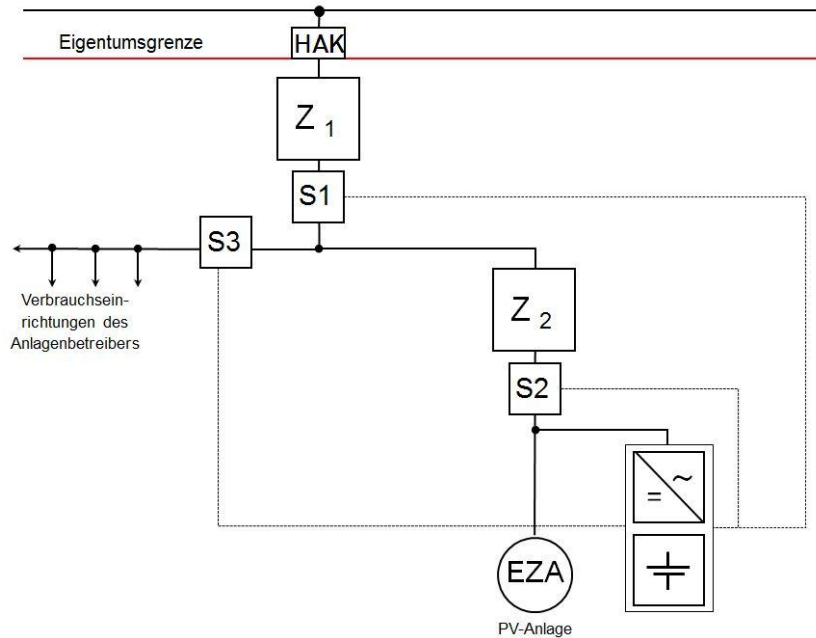 Eigentumsgrenze
HAK
Z 1
S1
S3
Verbrauchsein-
richtungen des
Anlagenbetreibers
Z 2
S2
~
=
EZA
PV-Anlage